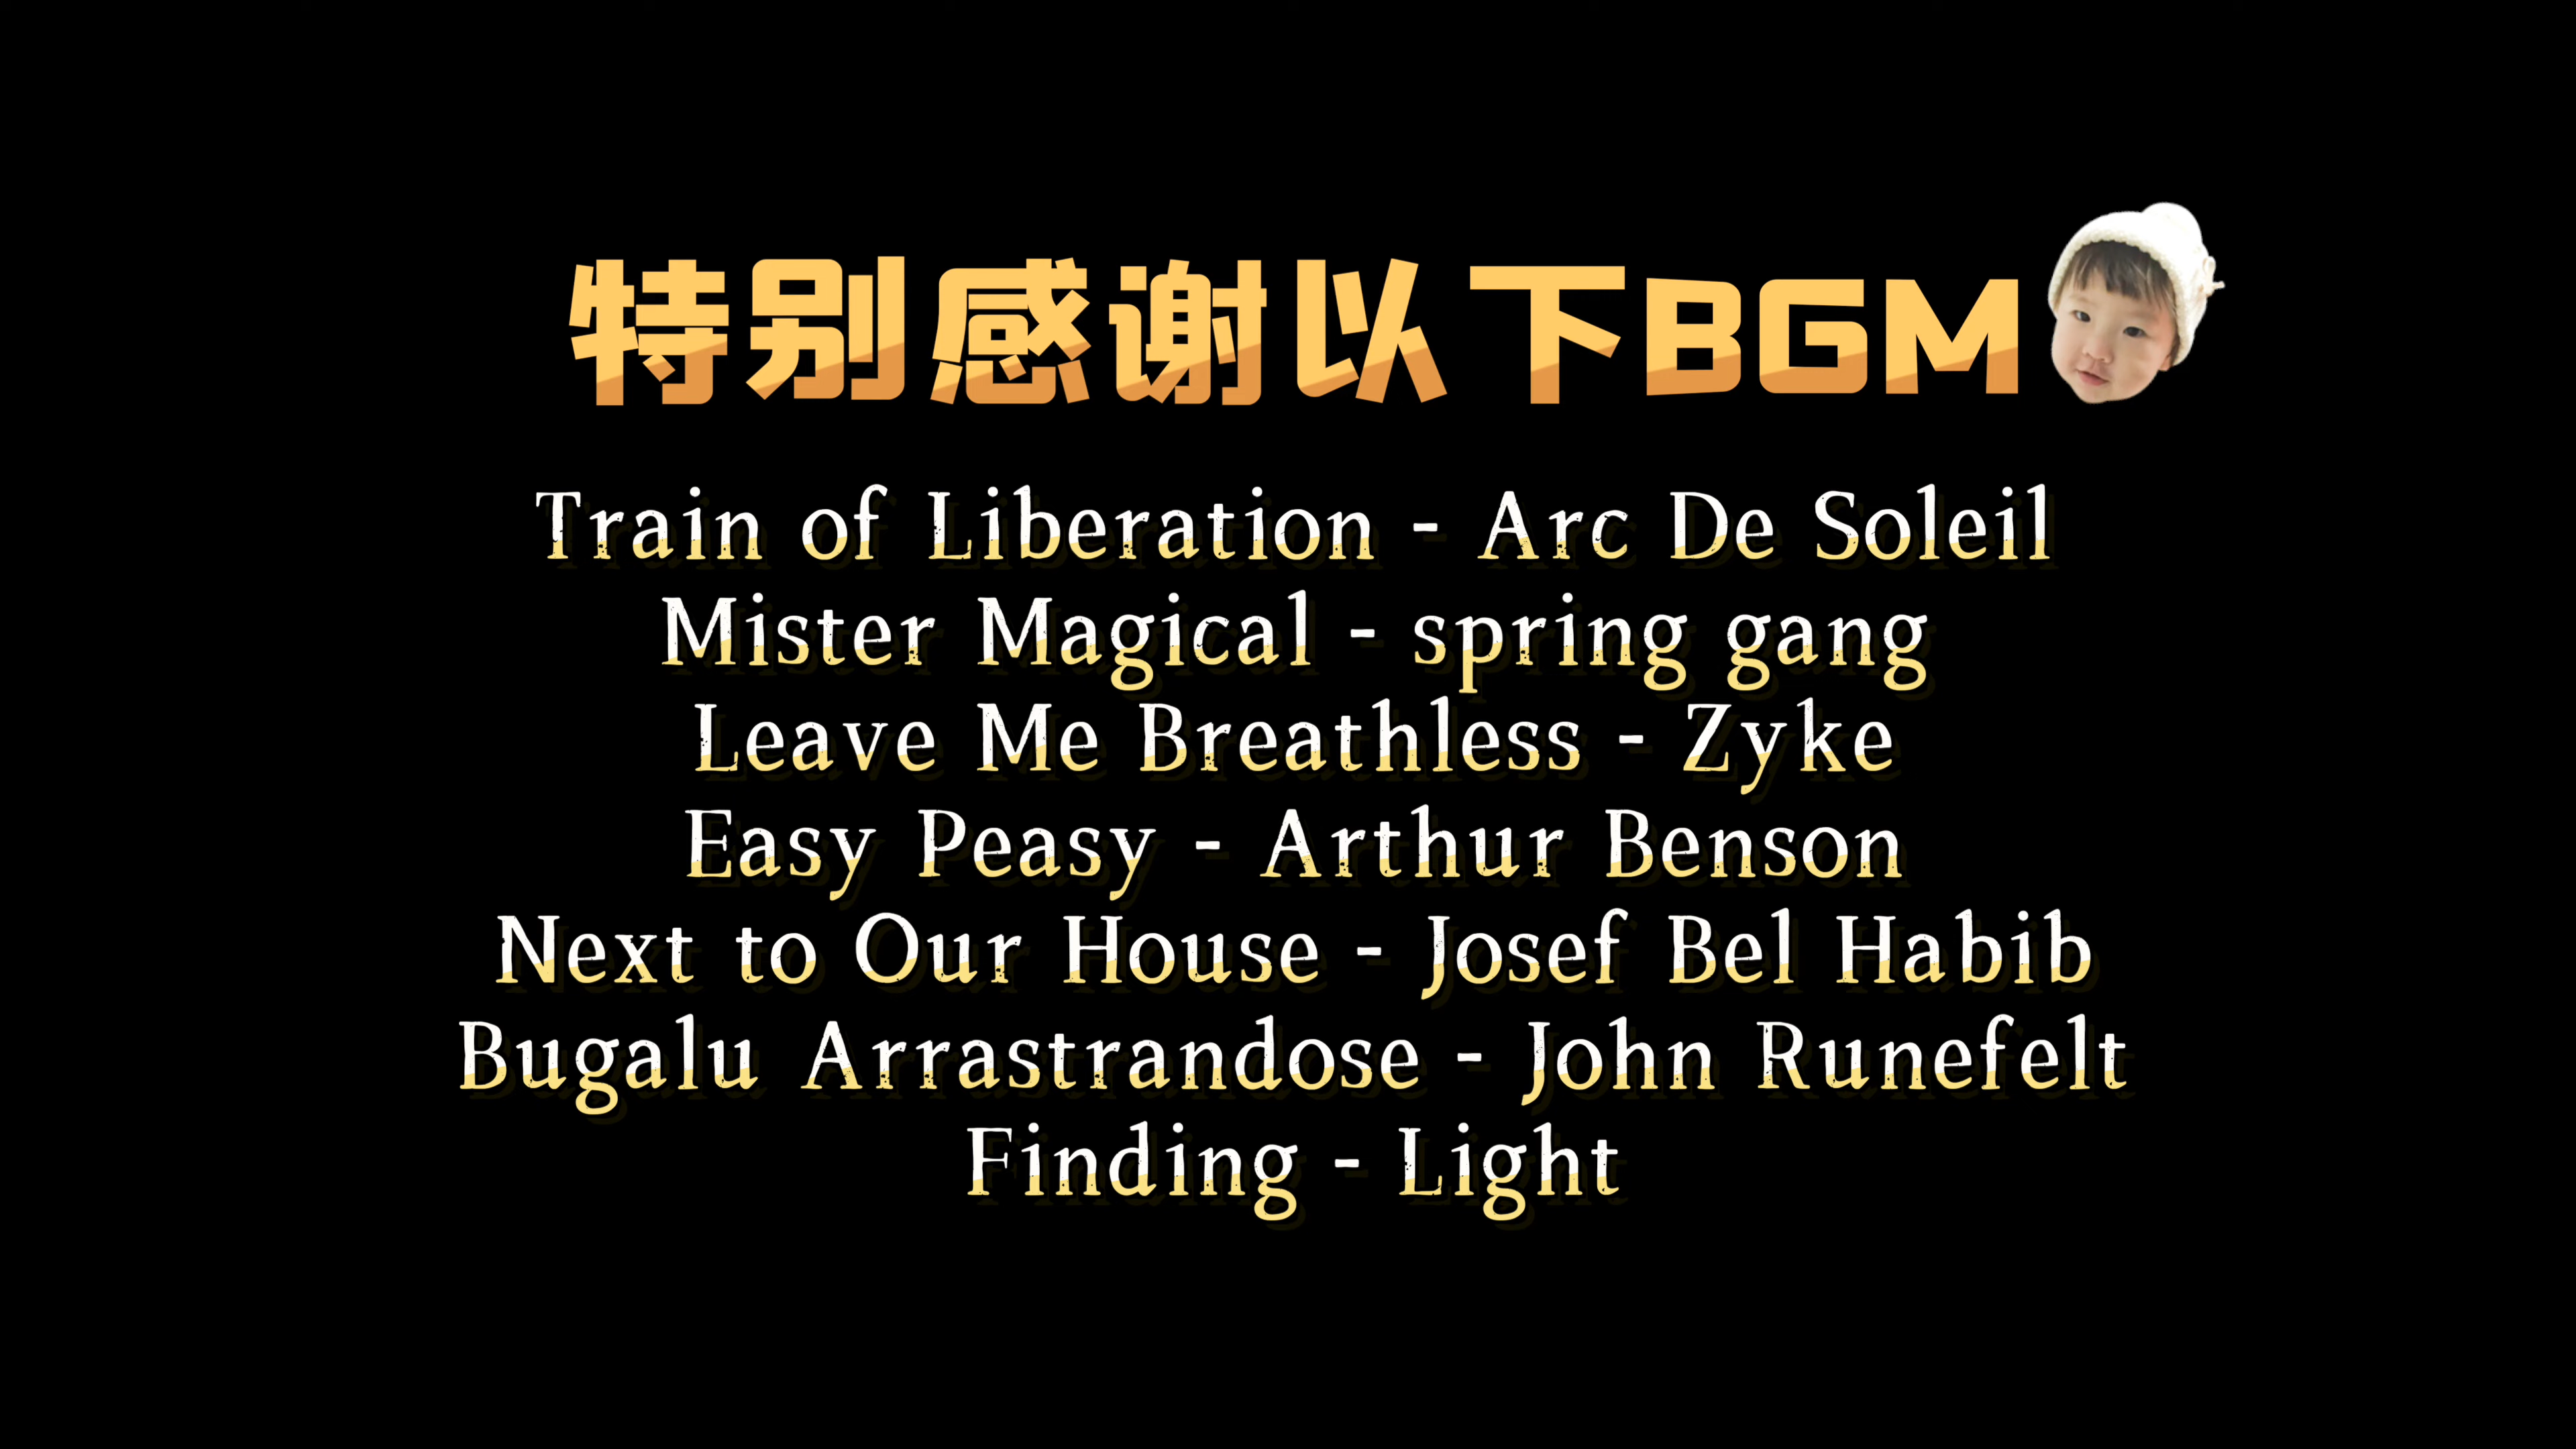 特别感谢以下BGM
Train of Liberation - Arc De Soleil
Mister Magical - spring gang
Leave Me Breathless - Zyke
Easy Peasy - Arthur Benson
Next to Our House - Josef Bel Habib
Bugalu Arrastrandose - John Runefelt
Finding - Light